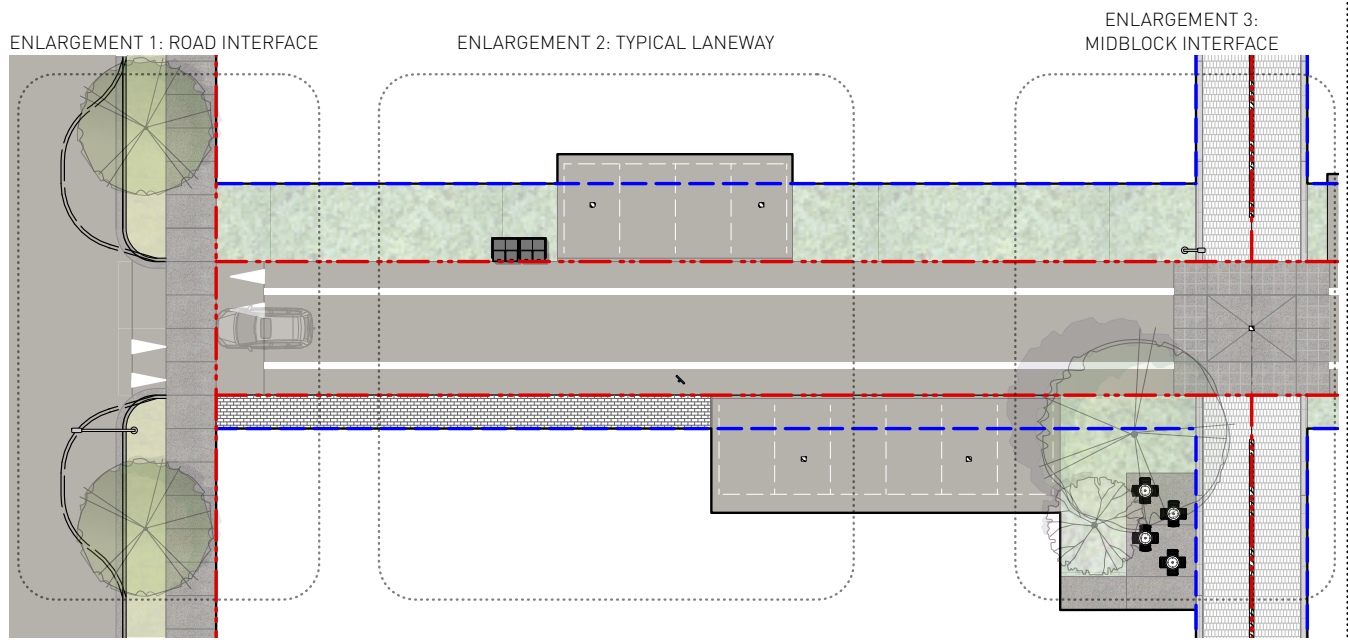 ENLARGEMENT 1: ROAD INTERFACE
ENLARGEMENT 2: TYPICAL LANEWAY
ENLARGEMENT 3:
MIDBLOCK INTERFACE